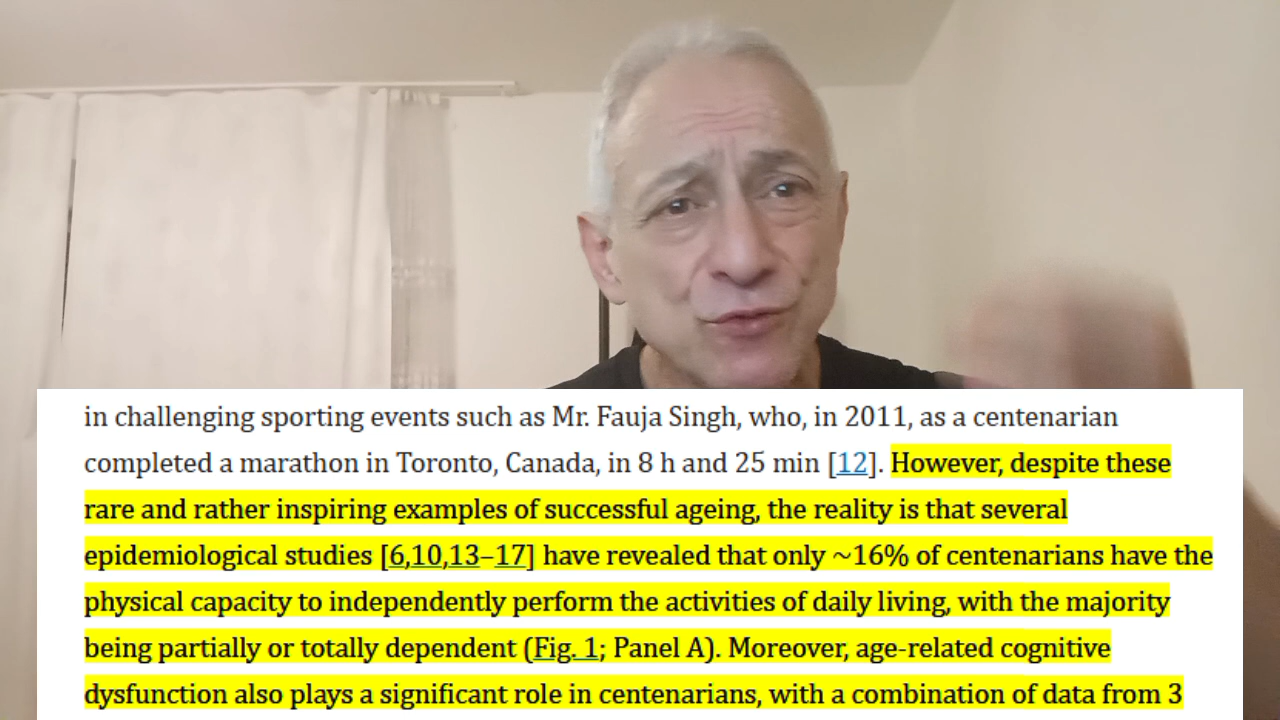 in challenging sporting events such as Mr. Fauja Singh, who, in 2011, as a centenarian
completed a marathon in Toronto, Canada, in 8 h and 25 min [12]. However, despite these
rare and rather inspiring examples of successful ageing, the reality is that several
epidemiological studies [6,10,13–17] have revealed that only ~16% of centenarians have the
physical capacity to independently perform the activities of daily living, with the majority
being partially or totally dependent (Fig. 1; Panel A). Moreover, age-related cognitive
dysfunction also plays a significant role in centenarians, with a combination of data from 3